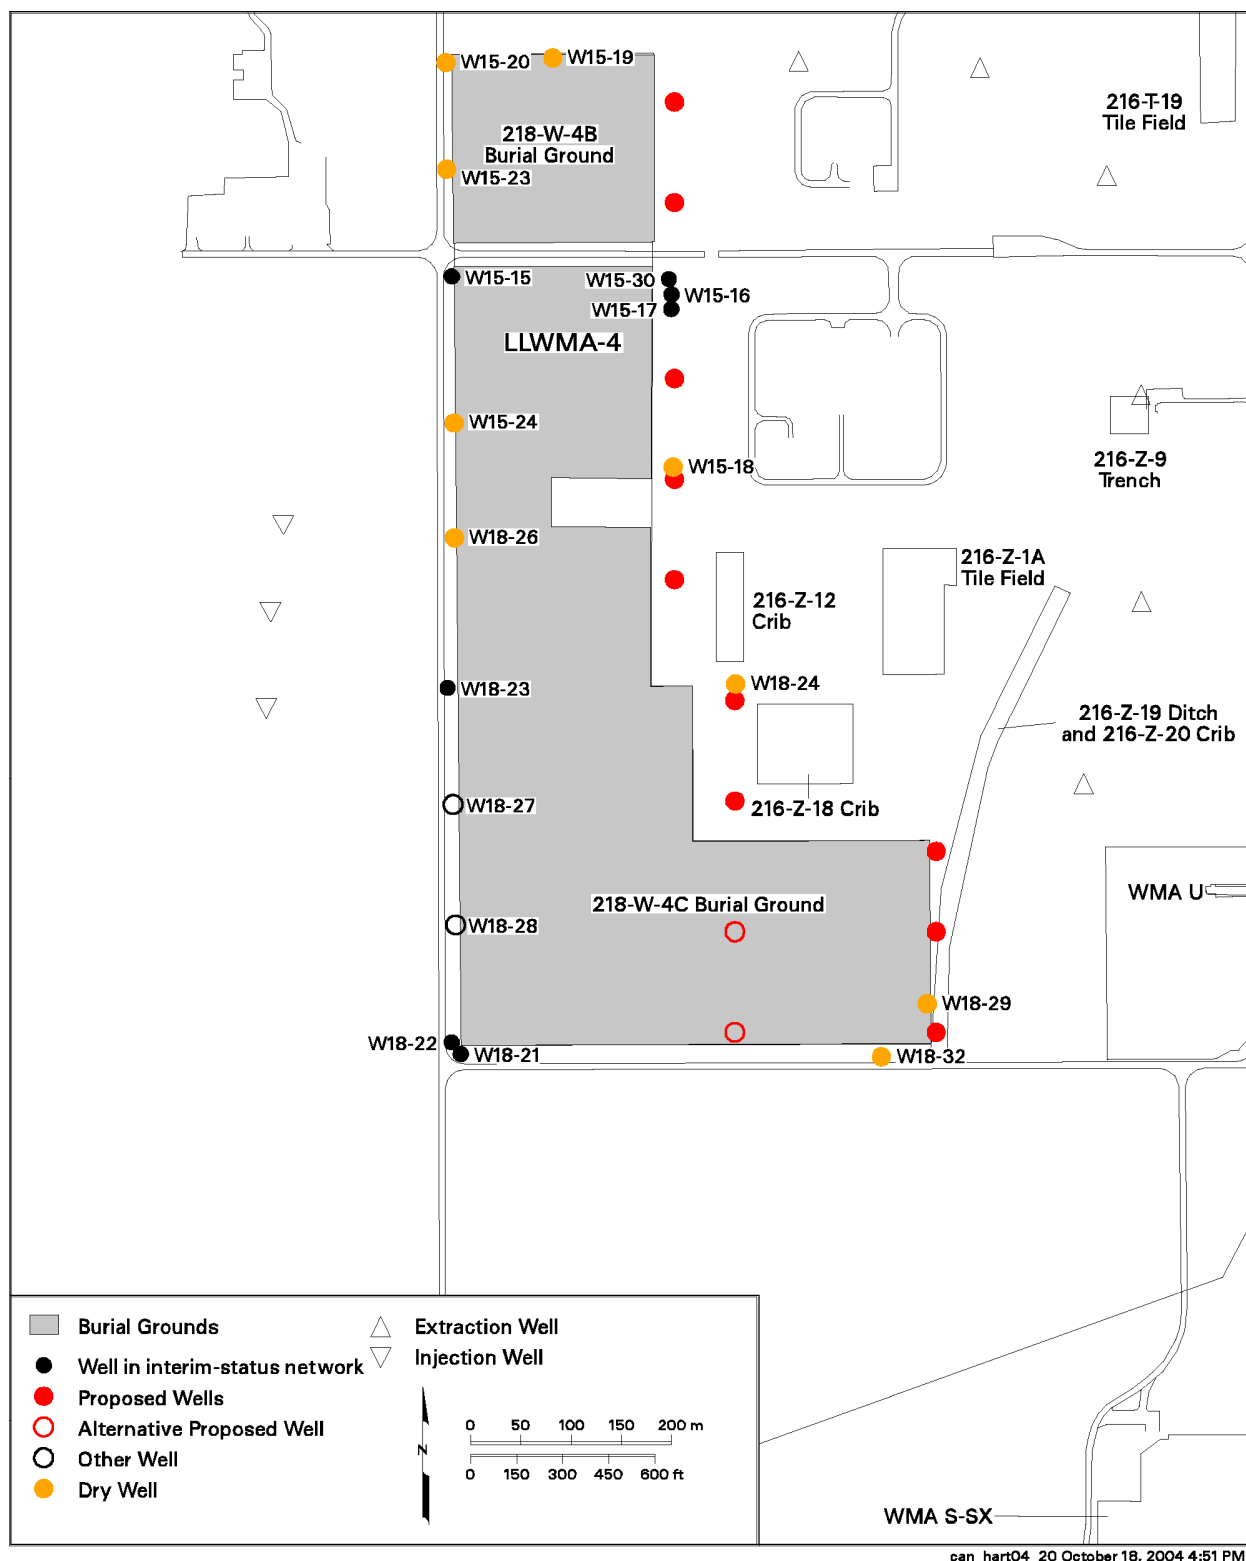 W15-20
W15-19
216-T-19
Tile Field
218-W-4B
Burial Ground
W15-23
W15-15
W15-30
W15-16
W15-17
LLWMA-4
W15-24
W15-18
216-Z-9
Trench
W18-26
216-Z-1A
Tile Field
216-Z-12
Crib
W18-23
W18-24
216-Z-19 Ditch
and 216-Z-20 Crib
W18-27
216-Z-18 Crib
WMA U
218-W-4C Burial Ground
W18-28
W18-29
W18-22
W18-21
W18-32
Burial Grounds
Well in interim-status network
Proposed Wells
Alternative Proposed Well
Other Well
Dry Well
Extraction Well
Injection Well
N
0 50 100 150 200 m
0 150 300 450 600 ft
WMA S-SX
can_hart04_20 October 18, 2004 4:51 PM